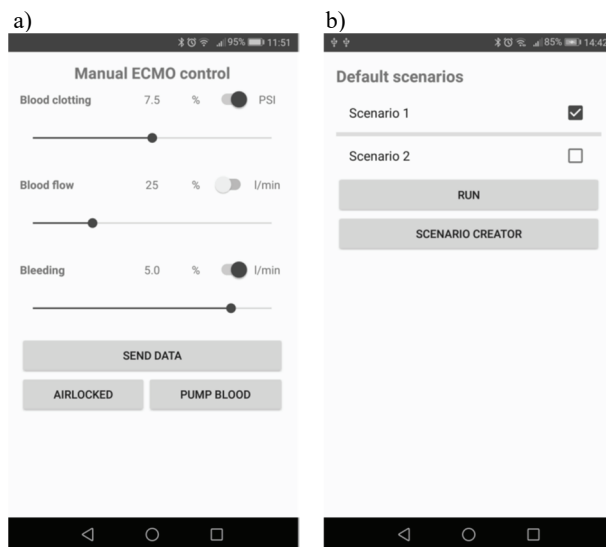 a)
95% 11:51
Manual ECMO control
Blood clotting 7.5 % PSI
Blood flow 25 % l/min
Bleeding 5.0 % l/min
SEND DATA
AIRLOCKED PUMP BLOOD
b)
85% 14:42
Default scenarios
Scenario 1
Scenario 2
RUN
SCENARIO CREATOR